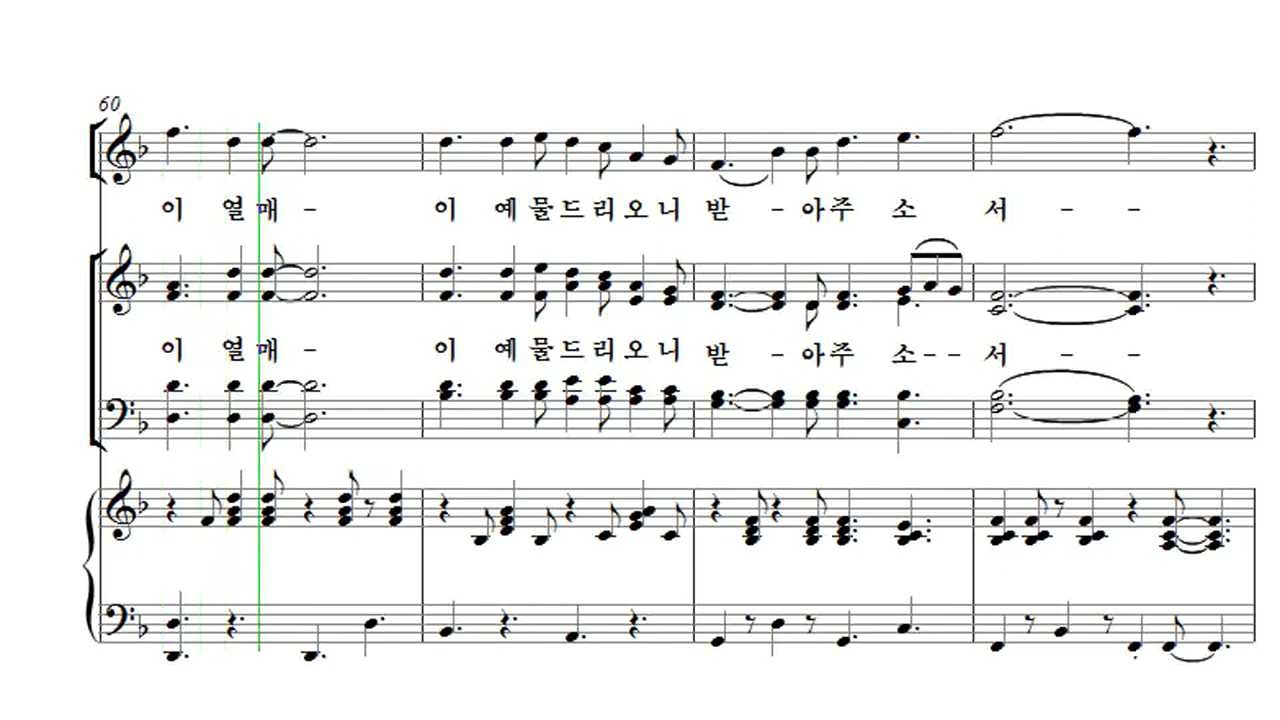 60
이 열매 - 이 예물드리오니 받 - 아주 소 서 - -
이 열매 - 이 예물드리오니 받 - 아주 소-- 서 - -